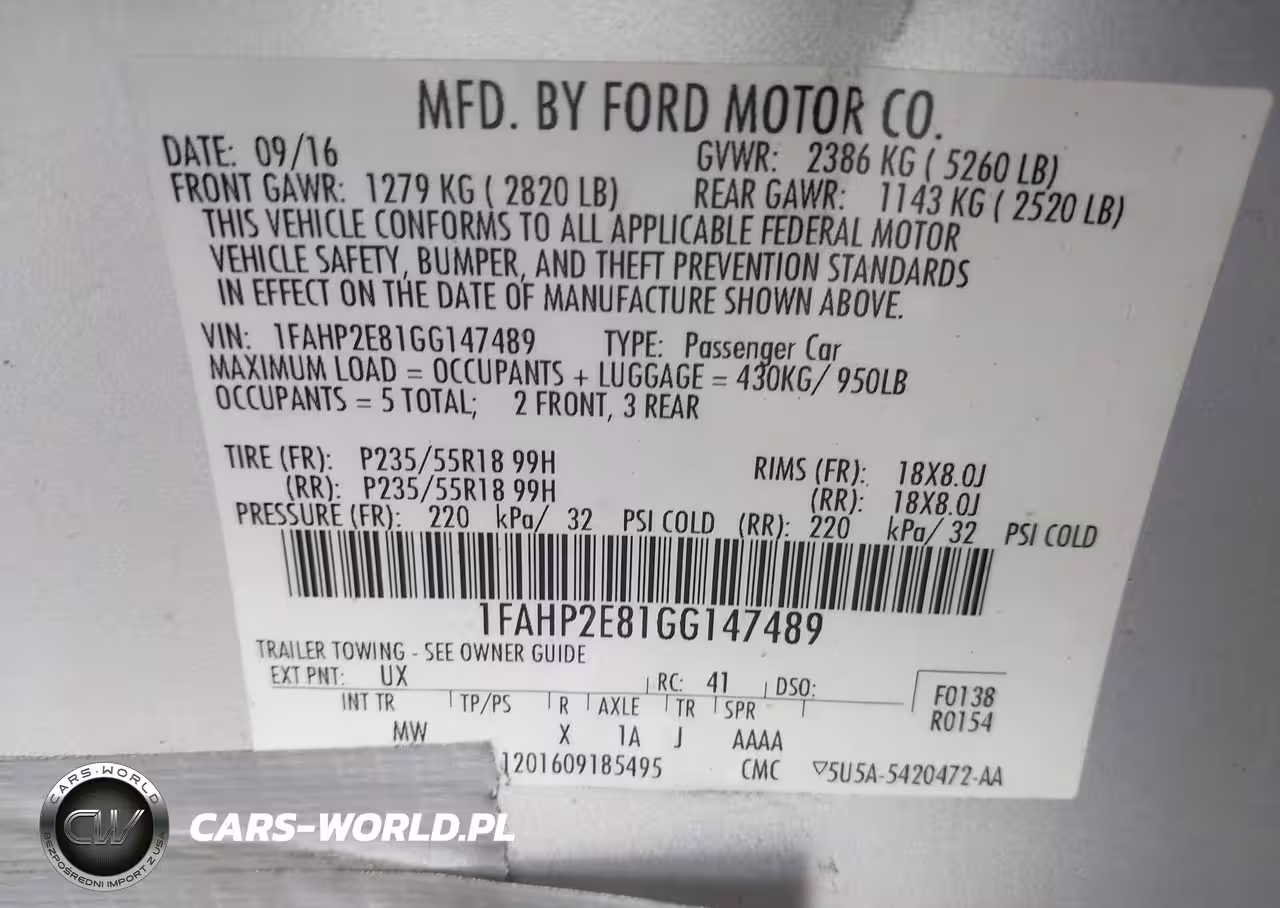 MFD. BY FORD MOTOR CO.
DATE: 09/16 GVWR: 2386 KG ( 5260 LB)
FRONT GAWR: 1279 KG ( 2820 LB) REAR GAWR: 1143 KG ( 2520 LB)
THIS VEHICLE CONFORMS TO ALL APPLICABLE FEDERAL MOTOR
VEHICLE SAFETY, BUMPER, AND THEFT PREVENTION STANDARDS
IN EFFECT ON THE DATE OF MANUFACTURE SHOWN ABOVE.
VIN: 1FAHP2E81GG147489 TYPE: Passenger Car
MAXIMUM LOAD = OCCUPANTS + LUGGAGE = 430KG/ 950LB
OCCUPANTS = 5 TOTAL; 2 FRONT, 3 REAR
TIRE (FR): P235/55R18 99H RIMS (FR): 18X8.0J
(RR): P235/55R18 99H (RR): 18X8.0J
PRESSURE (FR): 220 kPa/ 32 PSI COLD (RR): 220 kPa/ 32 PSI COLD
1FAHP2E81GG147489
TRAILER TOWING - SEE OWNER GUIDE
EXT PNT: UX RC: 41 DSO:
INT TR TP/PS R AXLE TR SPR
MW X 1A J AAAA
F0138
R0154
1201609185495 CMC ▽5U5A-5420472-AA
CARS-WORLD
CW
BEZPOŚREDNI IMPORT Z USA
CARS-WORLD.PL